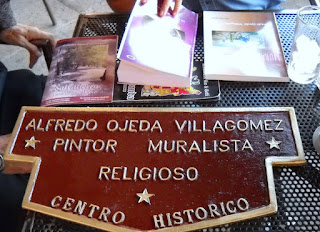 ALFREDO OJEDA VILLAGOMEZ
PINTOR MURALISTA
RELIGIOSO
CENTRO HISTORICO